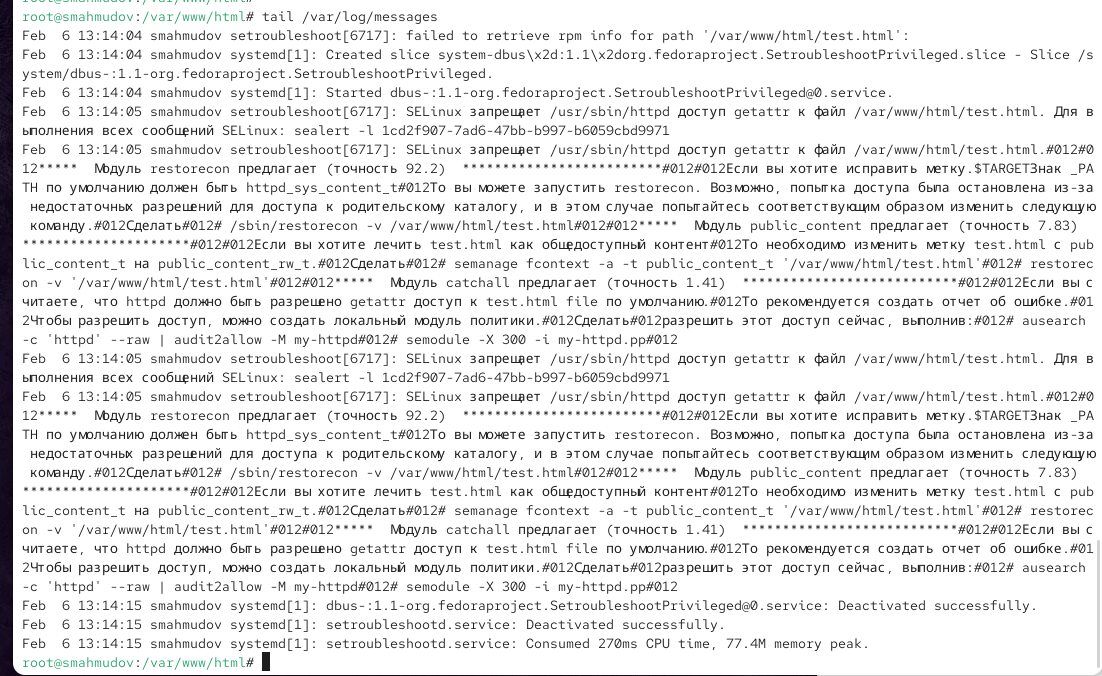 root@smahmudov:/var/www/html# tail /var/log/messages
Feb  6 13:14:04 smahmudov setroubleshoot[6717]: failed to retrieve rpm info for path '/var/www/html/test.html':
Feb  6 13:14:04 smahmudov systemd[1]: Created slice system-dbus\x2d:1.1\x2dorg.fedoraproject.SetroubleshootPrivileged.slice - Slice /s
ystem/dbus-:1.1-org.fedoraproject.SetroubleshootPrivileged.
Feb  6 13:14:04 smahmudov systemd[1]: Started dbus-:1.1-org.fedoraproject.SetroubleshootPrivileged@0.service.
Feb  6 13:14:05 smahmudov setroubleshoot[6717]: SELinux запрещает /usr/sbin/httpd доступ getattr к файл /var/www/html/test.html. Для в
ыполнения всех сообщений SELinux: sealert -l 1cd2f907-7ad6-47bb-b997-b6059cbd9971
Feb  6 13:14:05 smahmudov setroubleshoot[6717]: SELinux запрещает /usr/sbin/httpd доступ getattr к файл /var/www/html/test.html.#012#0
12*****  Модуль restorecon предлагает (точность 92.2)  *************************#012#012Если вы хотите исправить метку.$TARGETЗнак _PA
TH по умолчанию должен быть httpd_sys_content_t#012То вы можете запустить restorecon. Возможно, попытка доступа была остановлена из-за
 недостаточных разрешений для доступа к родительскому каталогу, и в этом случае попытайтесь соответствующим образом изменить следующую
 команду.#012Сделать#012# /sbin/restorecon -v /var/www/html/test.html#012#012*****  Модуль public_content предлагает (точность 7.83)
*********************#012#012Если вы хотите лечить test.html как общедоступный контент#012То необходимо изменить метку test.html с pub
lic_content_t на public_content_rw_t.#012Сделать#012# semanage fcontext -a -t public_content_t '/var/www/html/test.html'#012# restorec
on -v '/var/www/html/test.html'#012#012*****  Модуль catchall предлагает (точность 1.41)  ***************************#012#012Если вы с
читаете, что httpd должно быть разрешено getattr доступ к test.html file по умолчанию.#012То рекомендуется создать отчет об ошибке.#01
2Чтобы разрешить доступ, можно создать локальный модуль политики.#012Сделать#012разрешить этот доступ сейчас, выполнив:#012# ausearch
-c 'httpd' --raw | audit2allow -M my-httpd#012# semodule -X 300 -i my-httpd.pp#012
Feb  6 13:14:05 smahmudov setroubleshoot[6717]: SELinux запрещает /usr/sbin/httpd доступ getattr к файл /var/www/html/test.html. Для в
ыполнения всех сообщений SELinux: sealert -l 1cd2f907-7ad6-47bb-b997-b6059cbd9971
Feb  6 13:14:05 smahmudov setroubleshoot[6717]: SELinux запрещает /usr/sbin/httpd доступ getattr к файл /var/www/html/test.html.#012#0
12*****  Модуль restorecon предлагает (точность 92.2)  *************************#012#012Если вы хотите исправить метку.$TARGETЗнак _PA
TH по умолчанию должен быть httpd_sys_content_t#012То вы можете запустить restorecon. Возможно, попытка доступа была остановлена из-за
 недостаточных разрешений для доступа к родительскому каталогу, и в этом случае попытайтесь соответствующим образом изменить следующую
 команду.#012Сделать#012# /sbin/restorecon -v /var/www/html/test.html#012#012*****  Модуль public_content предлагает (точность 7.83)
*********************#012#012Если вы хотите лечить test.html как общедоступный контент#012То необходимо изменить метку test.html с pub
lic_content_t на public_content_rw_t.#012Сделать#012# semanage fcontext -a -t public_content_t '/var/www/html/test.html'#012# restorec
on -v '/var/www/html/test.html'#012#012*****  Модуль catchall предлагает (точность 1.41)  ***************************#012#012Если вы с
читаете, что httpd должно быть разрешено getattr доступ к test.html file по умолчанию.#012То рекомендуется создать отчет об ошибке.#01
2Чтобы разрешить доступ, можно создать локальный модуль политики.#012Сделать#012разрешить этот доступ сейчас, выполнив:#012# ausearch
-c 'httpd' --raw | audit2allow -M my-httpd#012# semodule -X 300 -i my-httpd.pp#012
Feb  6 13:14:15 smahmudov systemd[1]: dbus-:1.1-org.fedoraproject.SetroubleshootPrivileged@0.service: Deactivated successfully.
Feb  6 13:14:15 smahmudov systemd[1]: setroubleshootd.service: Deactivated successfully.
Feb  6 13:14:15 smahmudov systemd[1]: setroubleshootd.service: Consumed 270ms CPU time, 77.4M memory peak.
root@smahmudov:/var/www/html#